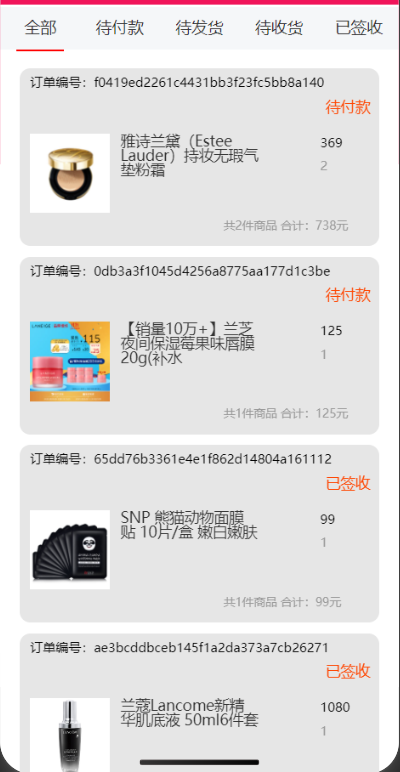 全部 待付款 待发货 待收货 已签收
订单编号：f0419ed2261c4431bb3f23fc5bb8a140
待付款
雅诗兰黛（Estee
Lauder）持妆无瑕气
垫粉霜
369
2
共2件商品 合计：738元
订单编号：0db3a3f1045d4256a8775aa177d1c3be
待付款
LANEIGE
115
【销量10万+】兰芝
夜间保湿莓果味唇膜
20g(补水
125
1
共1件商品 合计：125元
订单编号：65dd76b3361e4e1f862d14804a161112
已签收
SNP 熊猫动物面膜
贴 10片/盒 嫩白嫩肤
99
1
共1件商品 合计：99元
订单编号：ae3bcddbceb145f1a2da373a7cb26271
已签收
兰蔻Lancome新精
华肌底液 50ml6件套
1080
1